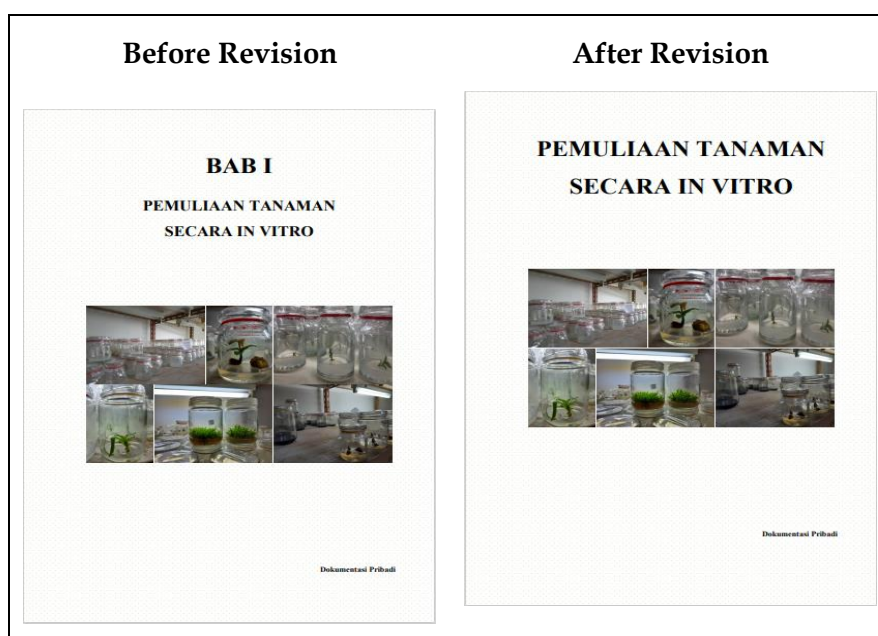 Before Revision
After Revision
BAB I
PEMULIAAN TANAMAN
SECARA IN VITRO
Dokumentasi Pribadi
PEMULIAAN TANAMAN
SECARA IN VITRO
Dokumentasi Pribadi